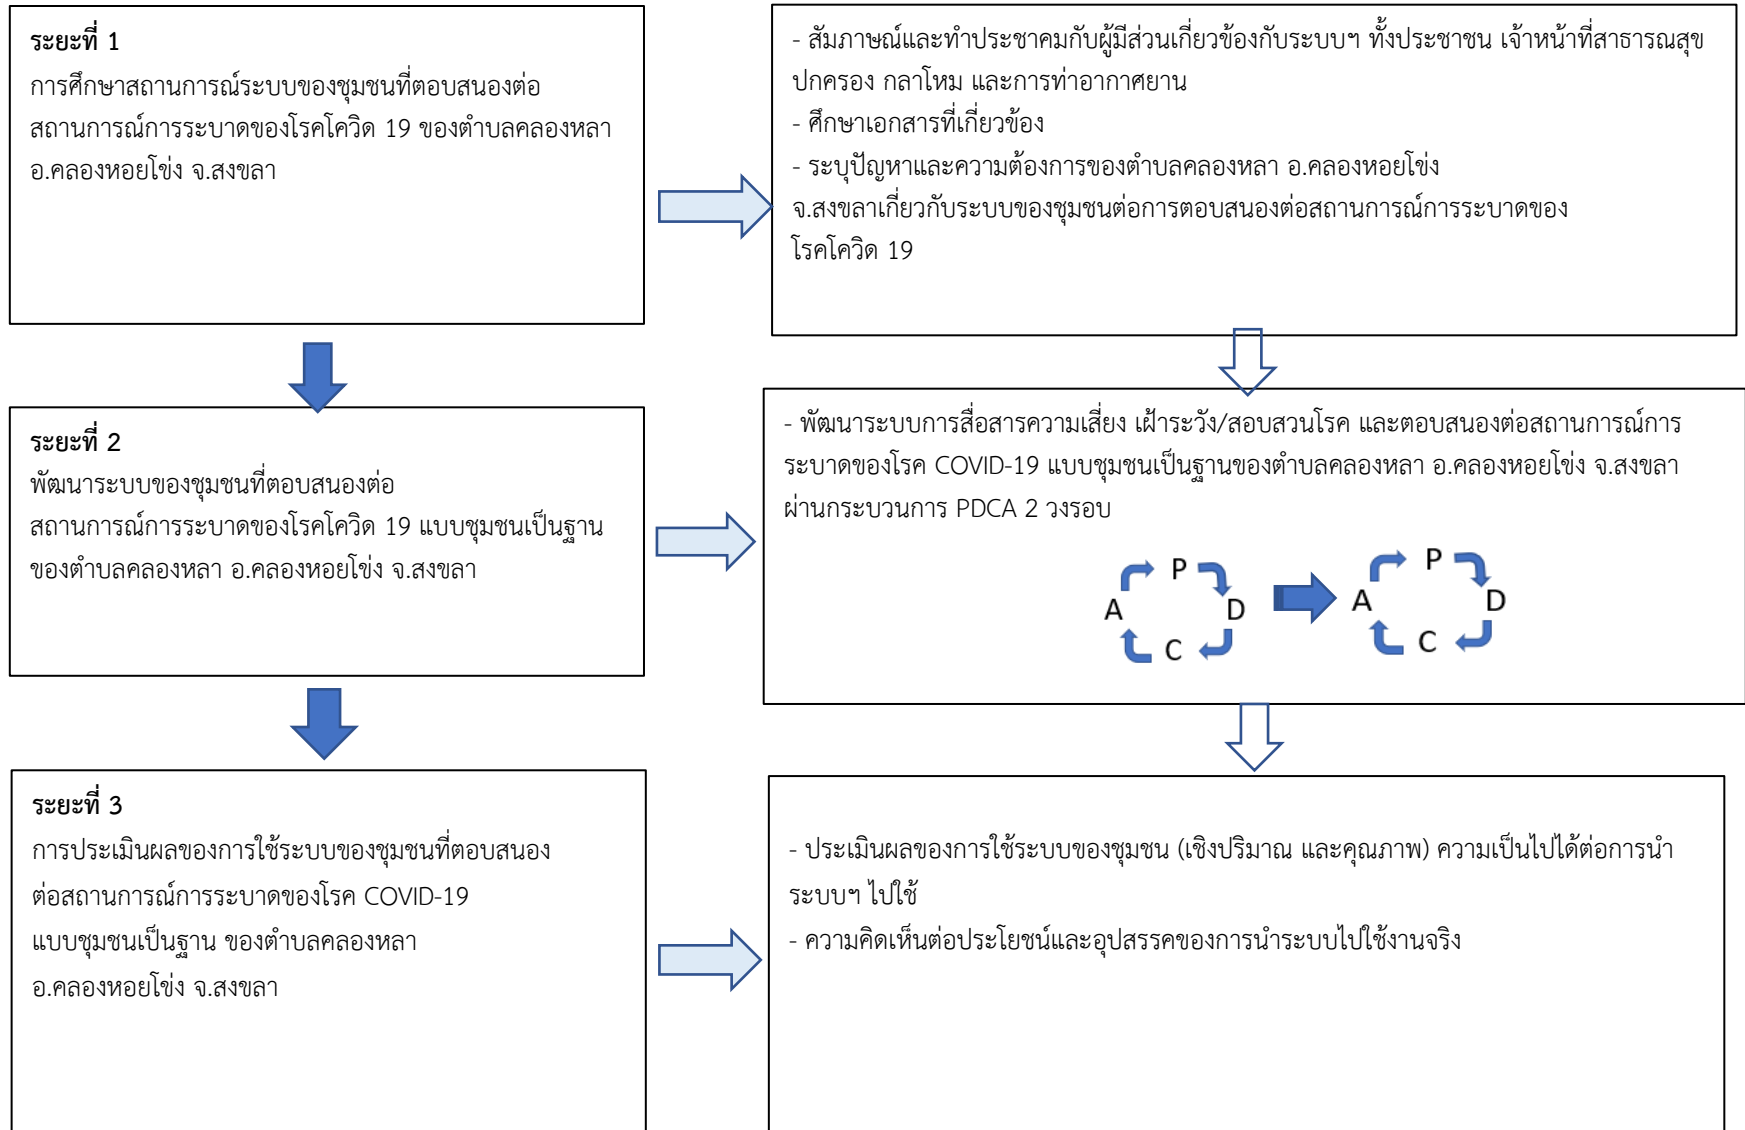 ระยะที่ 1
การศึกษาสถานการณ์ระบบของชุมชนที่ตอบสนองต่อ
สถานการณ์การระบาดของโรคโควิด 19 ของตำบลคลองหลา
อ.คลองหอยโข่ง จ.สงขลา
- สัมภาษณ์และทำประชาคมกับผู้มีส่วนเกี่ยวข้องกับระบบฯ ทั้งประชาชน เจ้าหน้าที่สาธารณสุข
ปกครอง กลาโหม และการท่าอากาศยาน
- ศึกษาเอกสารที่เกี่ยวข้อง
- ระบุปัญหาและความต้องการของตำบลคลองหลา อ.คลองหอยโข่ง
จ.สงขลาเกี่ยวกับระบบของชุมชนต่อการตอบสนองต่อสถานการณ์การระบาดของ
โรคโควิด 19
ระยะที่ 2
พัฒนาระบบของชุมชนที่ตอบสนองต่อ
สถานการณ์การระบาดของโรคโควิด 19 แบบชุมชนเป็นฐาน
ของตำบลคลองหลา อ.คลองหอยโข่ง จ.สงขลา
- พัฒนาระบบการสื่อสารความเสี่ยง เฝ้าระวัง/สอบสวนโรค และตอบสนองต่อสถานการณ์การ
ระบาดของโรค COVID-19 แบบชุมชนเป็นฐานของตำบลคลองหลา อ.คลองหอยโข่ง จ.สงขลา
ผ่านกระบวนการ PDCA 2 วงรอบ
P P
A D A D
C C
ระยะที่ 3
การประเมินผลของการใช้ระบบของชุมชนที่ตอบสนอง
ต่อสถานการณ์การระบาดของโรค COVID-19
แบบชุมชนเป็นฐาน ของตำบลคลองหลา
อ.คลองหอยโข่ง จ.สงขลา
- ประเมินผลของการใช้ระบบของชุมชน (เชิงปริมาณ และคุณภาพ) ความเป็นไปได้ต่อการนำ
ระบบฯ ไปใช้
- ความคิดเห็นต่อประโยชน์และอุปสรรคของการนำระบบไปใช้งานจริง